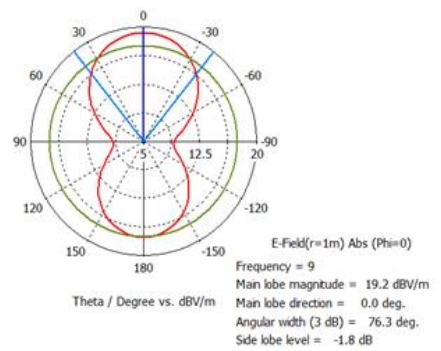 0
30 -30
60 -60
90 5 12.5 20 -90
120 -120
150 -150
180
E-Field(r=1m) Abs (Phi=0)
Theta / Degree vs. dBV/m
Frequency = 9
Main lobe magnitude = 19.2 dBV/m
Main lobe direction = 0.0 deg.
Angular width (3 dB) = 76.3 deg.
Side lobe level = -1.8 dB